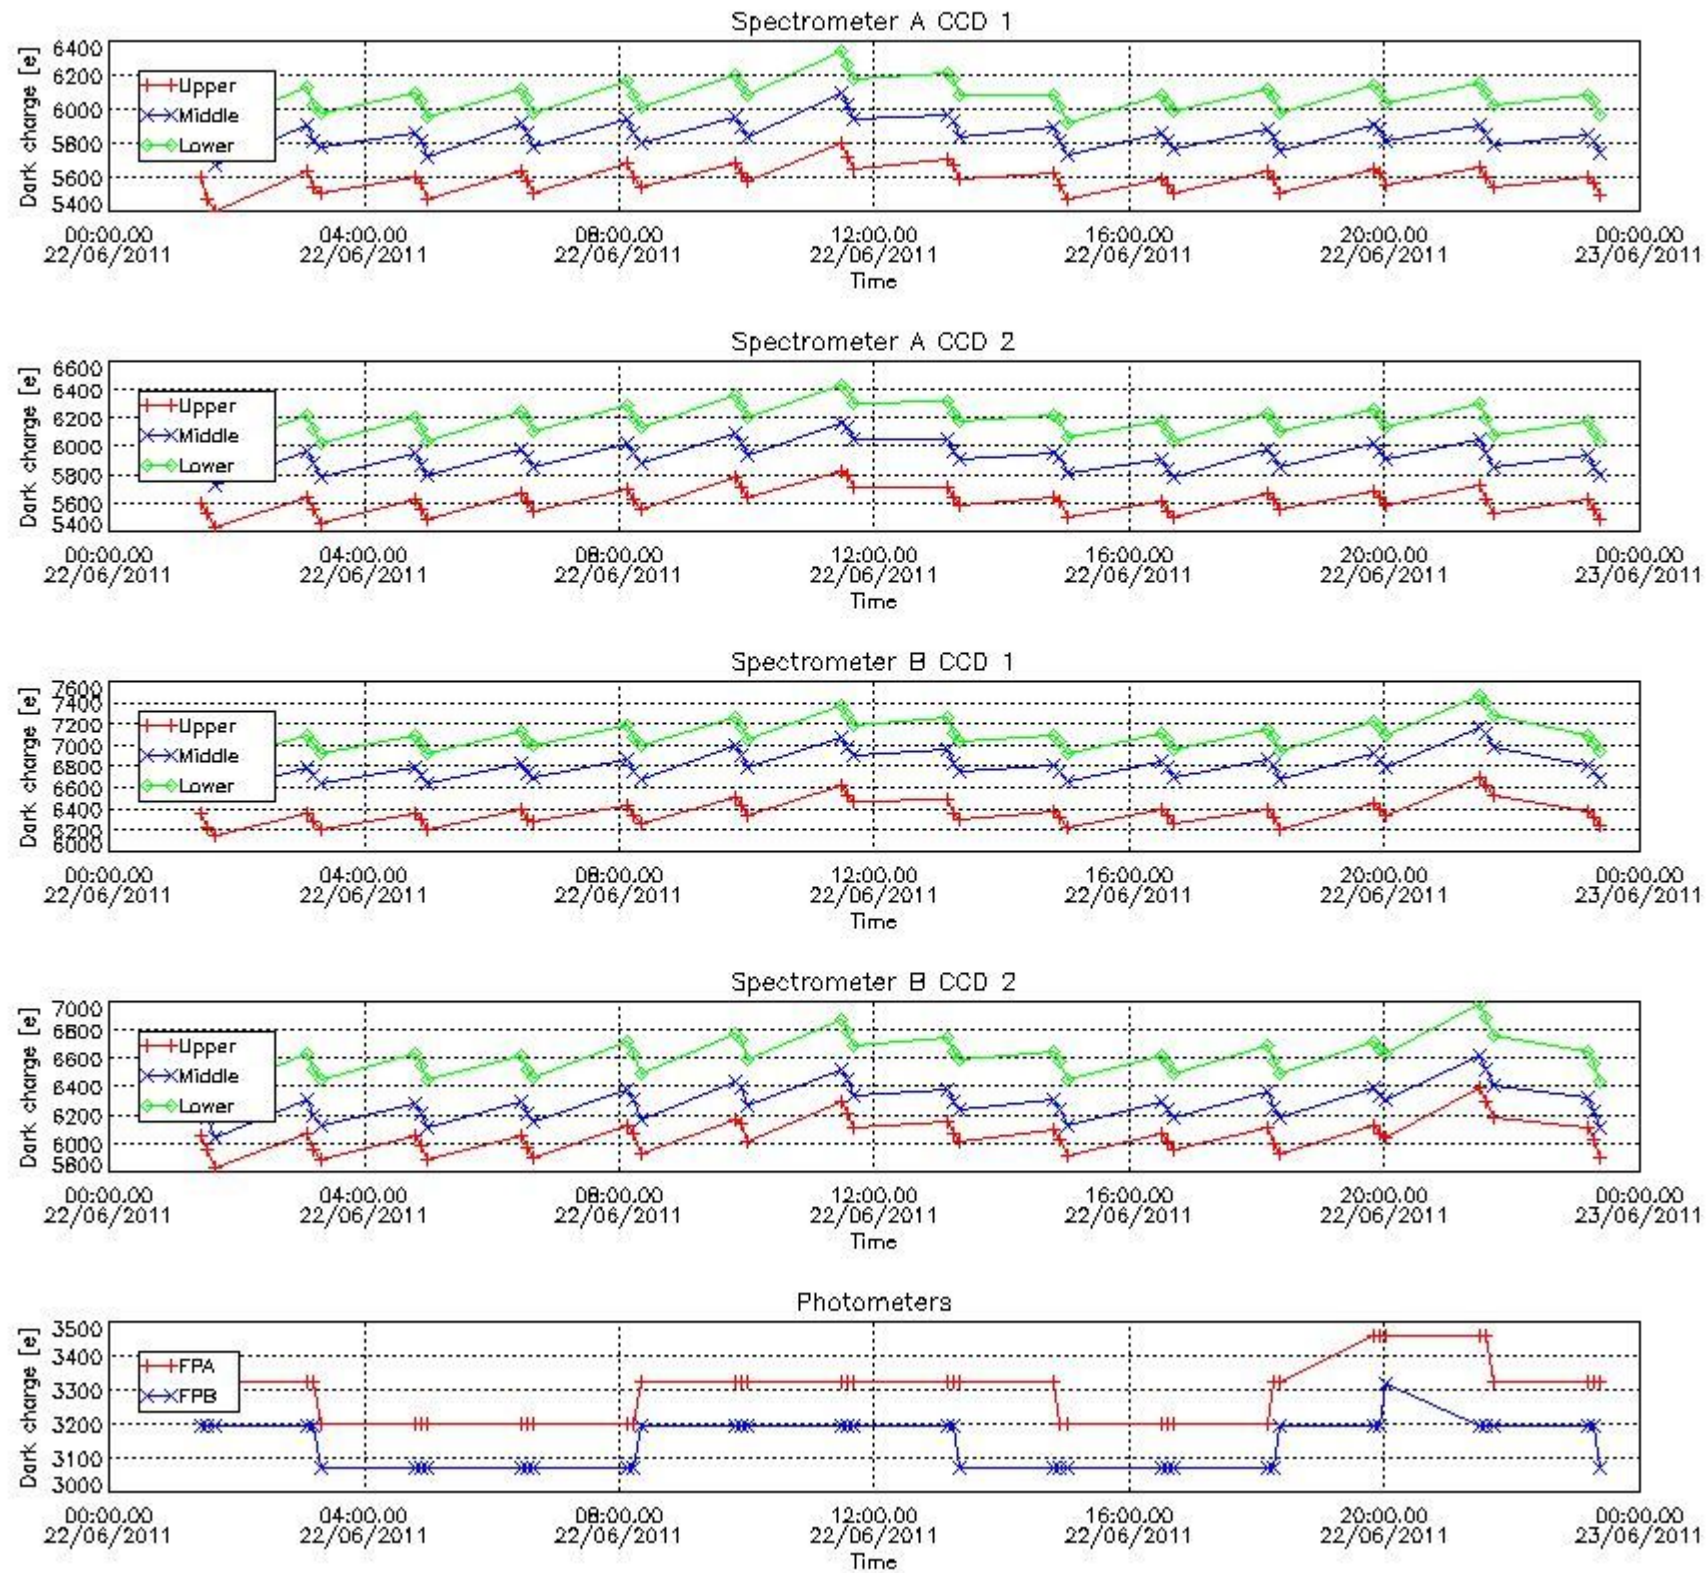 Spectrometer A CCD 1
Dark charge [e]
6400
6200
6000
5800
5600
5400
Upper
Middle
Lower
00:00.00 04:00.00 08:00.00 12:00.00 16:00.00 20:00.00 00:00.00
22/06/2011 22/06/2011 22/06/2011 22/06/2011 22/06/2011 22/06/2011 23/06/2011
Time
Spectrometer A CCD 2
Dark charge [e]
6600
6400
6200
6000
5800
5600
5400
Upper
Middle
Lower
00:00.00 04:00.00 08:00.00 12:00.00 16:00.00 20:00.00 00:00.00
22/06/2011 22/06/2011 22/06/2011 22/06/2011 22/06/2011 22/06/2011 23/06/2011
Time
Spectrometer B CCD 1
Dark charge [e]
7600
7400
7200
7000
6800
6600
6400
6200
6000
Upper
Middle
Lower
00:00.00 04:00.00 08:00.00 12:00.00 16:00.00 20:00.00 00:00.00
22/06/2011 22/06/2011 22/06/2011 22/06/2011 22/06/2011 22/06/2011 23/06/2011
Time
Spectrometer B CCD 2
Dark charge [e]
7000
6800
6600
6400
6200
6000
5800
Upper
Middle
Lower
00:00.00 04:00.00 08:00.00 12:00.00 16:00.00 20:00.00 00:00.00
22/06/2011 22/06/2011 22/06/2011 22/06/2011 22/06/2011 22/06/2011 23/06/2011
Time
Photometers
Dark charge [e]
3500
3400
3300
3200
3100
3000
FPA
FPB
00:00.00 04:00.00 08:00.00 12:00.00 16:00.00 20:00.00 00:00.00
22/06/2011 22/06/2011 22/06/2011 22/06/2011 22/06/2011 22/06/2011 23/06/2011
Time